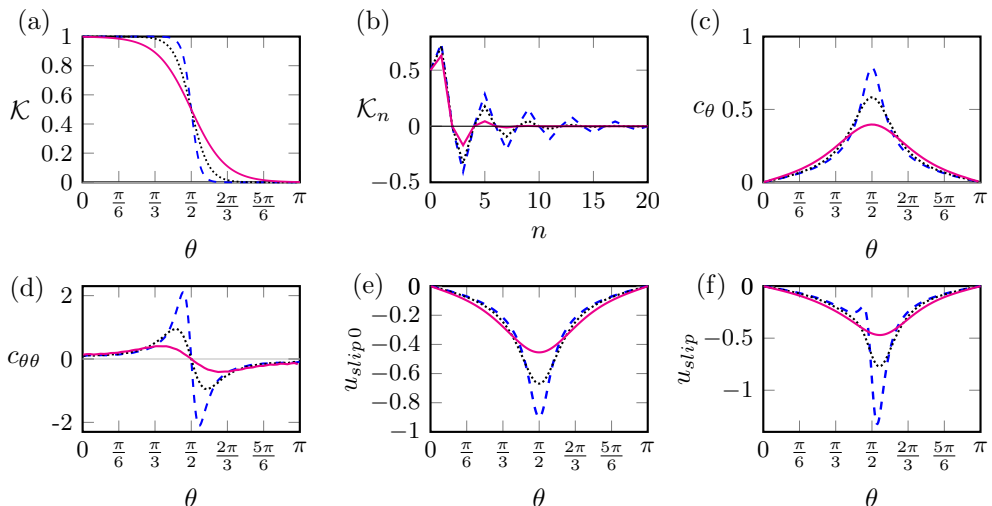 (a)
1
0.8
0.6
0.4
0.2
0
𝒦
0 π/6 π/3 π/2 2π/3 5π/6 π
θ
(b)
0.5
0
−0.5
𝒦ₙ
0 5 10 15 20
n
(c)
1
0.5
0
c_θ
0 π/6 π/3 π/2 2π/3 5π/6 π
θ
(d)
2
0
-2
c_θθ
0 π/6 π/3 π/2 2π/3 5π/6 π
θ
(e)
0
−0.2
−0.4
−0.6
−0.8
−1
u_slip0
0 π/6 π/3 π/2 2π/3 5π/6 π
θ
(f)
0
−0.5
−1
u_slip
0 π/6 π/3 π/2 2π/3 5π/6 π
θ